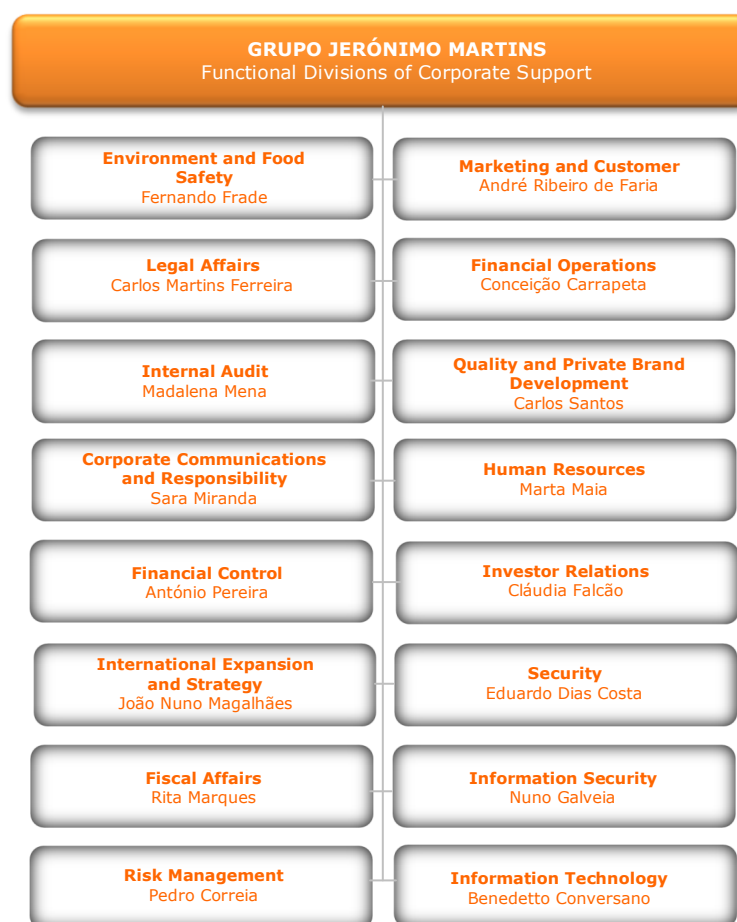 GRUPO JERÓNIMO MARTINS
Functional Divisions of Corporate Support
Environment and Food
Safety
Fernando Frade
Marketing and Customer
André Ribeiro de Faria
Legal Affairs
Carlos Martins Ferreira
Financial Operations
Conceição Carrapeta
Internal Audit
Madalena Mena
Quality and Private Brand
Development
Carlos Santos
Corporate Communications
and Responsibility
Sara Miranda
Human Resources
Marta Maia
Financial Control
António Pereira
Investor Relations
Cláudia Falcão
International Expansion
and Strategy
João Nuno Magalhães
Security
Eduardo Dias Costa
Fiscal Affairs
Rita Marques
Information Security
Nuno Galveia
Risk Management
Pedro Correia
Information Technology
Benedetto Conversano